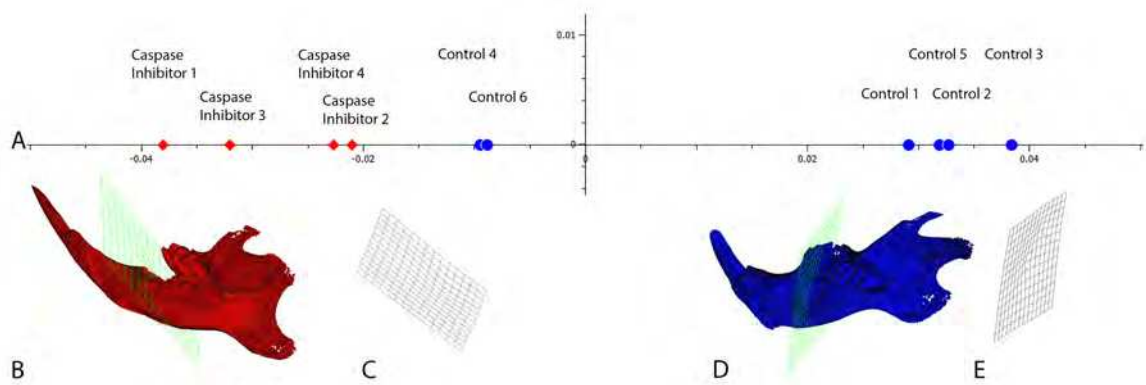 0.01
Caspase
Inhibitor 1
Caspase
Inhibitor 4
Control 4
Control 5
Control 3
Caspase
Inhibitor 3
Caspase
Inhibitor 2
Control 6
Control 1
Control 2
A
0
-0.04
-0.02
0
0.02
0.04
B
C
D
E